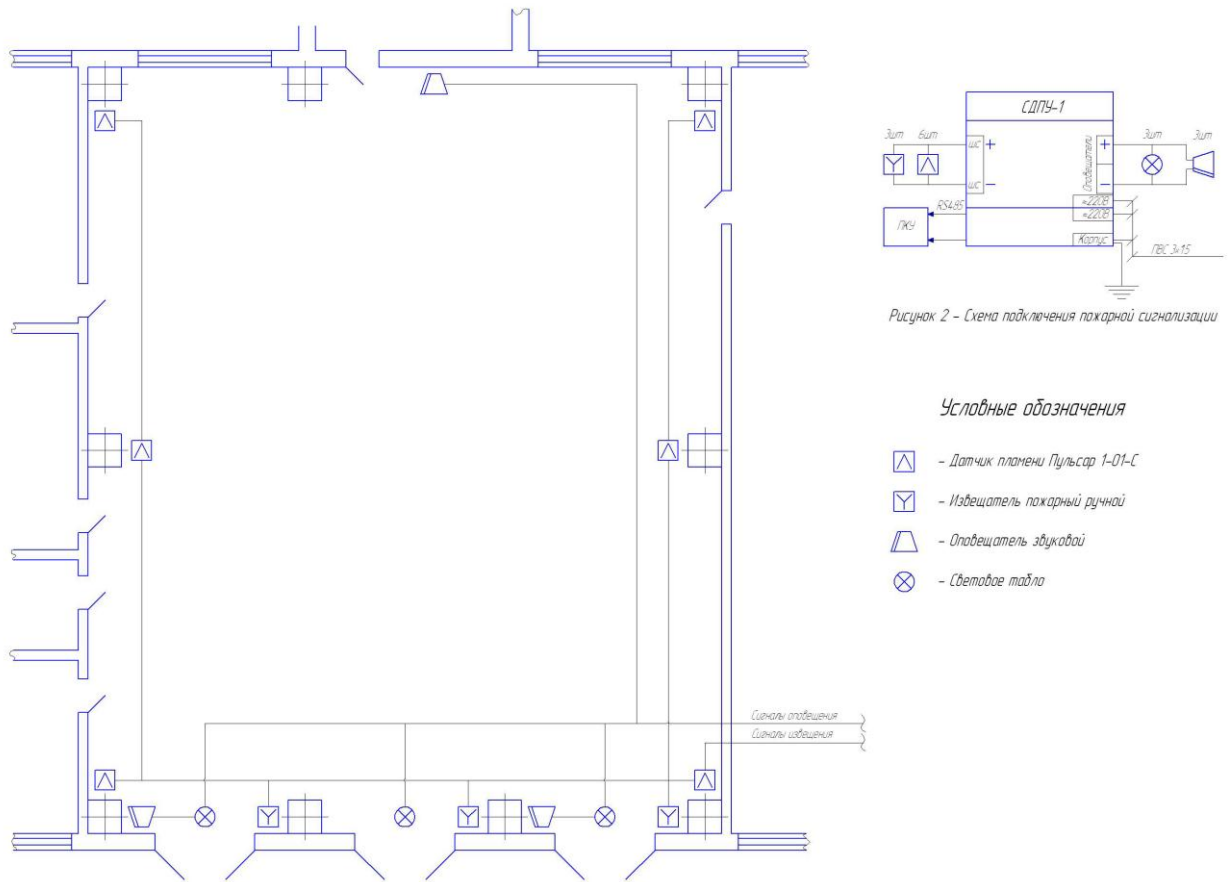 СДПУ-1
3шт
6шт
3шт
3шт
ШС
+
Оповещатели
+
ШС
−
−
RS485
≈220В
≈220В
ПКУ
Корпус
ПВС 3×1.5
Рисунок 2 - Схема подключения пожарной сигнализации
Условные обозначения
- Датчик пламени Пульсар 1-01-С
- Извещатель пожарный ручной
- Оповещатель звуковой
- Световое табло
Сигналы оповещения
Сигналы извещения